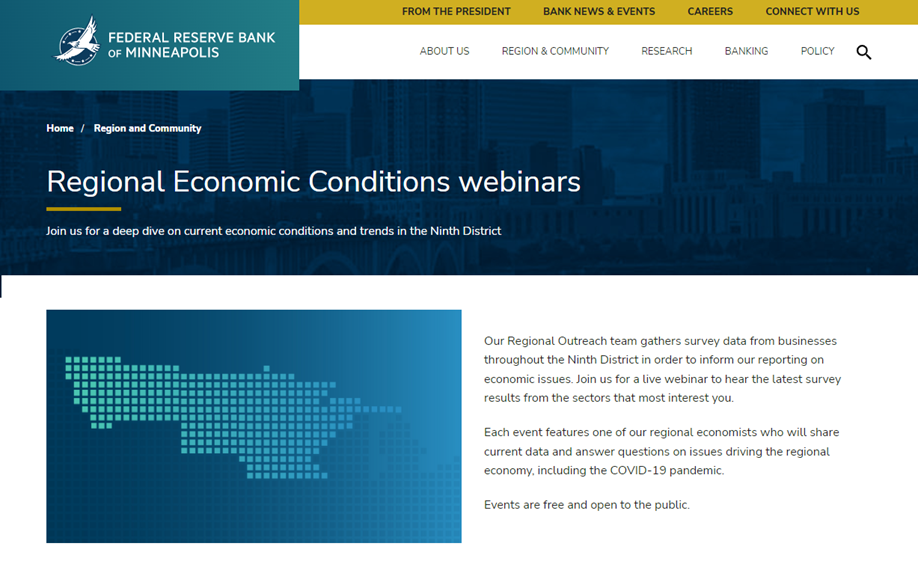 FROM THE PRESIDENT
BANK NEWS & EVENTS
CAREERS
CONNECT WITH US
FEDERAL RESERVE BANK
OF MINNEAPOLIS
ABOUT US
REGION & COMMUNITY
RESEARCH
BANKING
POLICY
Home / Region and Community
Regional Economic Conditions webinars
Join us for a deep dive on current economic conditions and trends in the Ninth District
Our Regional Outreach team gathers survey data from businesses
throughout the Ninth District in order to inform our reporting on
economic issues. Join us for a live webinar to hear the latest survey
results from the sectors that most interest you.
Each event features one of our regional economists who will share
current data and answer questions on issues driving the regional
economy, including the COVID-19 pandemic.
Events are free and open to the public.